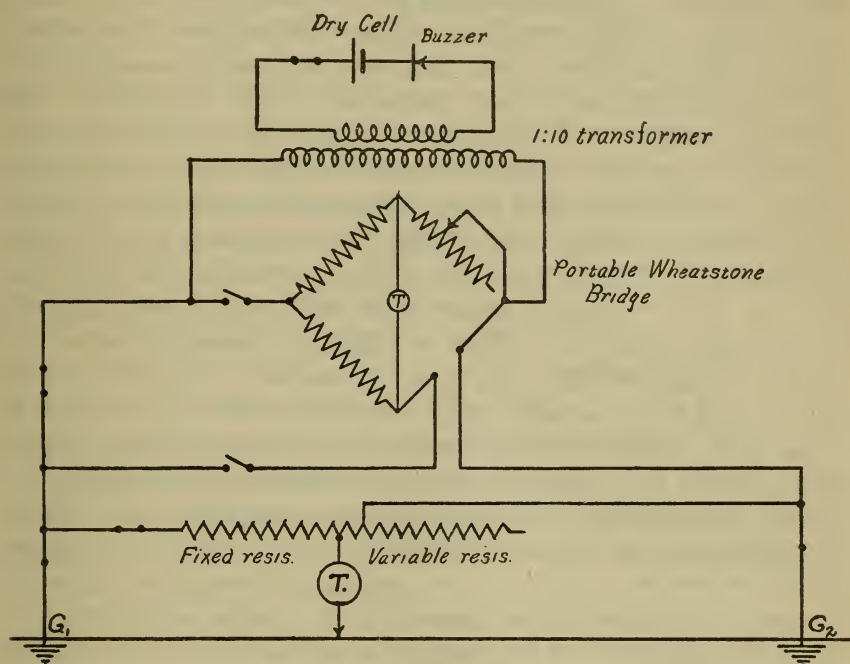 Dry Cell
Buzzer
1:10 transformer
Portable Wheatstone
Bridge
T
Fixed resis. Variable resis.
T.
G₁
G₂